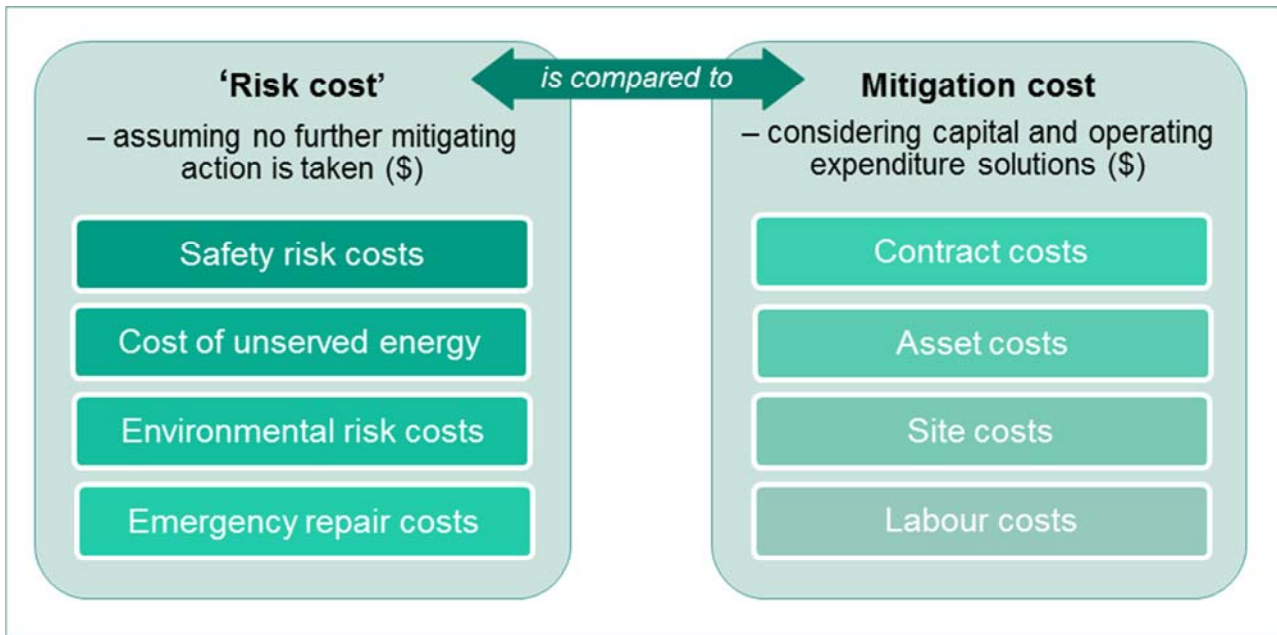 ‘Risk cost’
– assuming no further mitigating
action is taken ($)
Safety risk costs
Cost of unserved energy
Environmental risk costs
Emergency repair costs
is compared to
Mitigation cost
– considering capital and operating
expenditure solutions ($)
Contract costs
Asset costs
Site costs
Labour costs